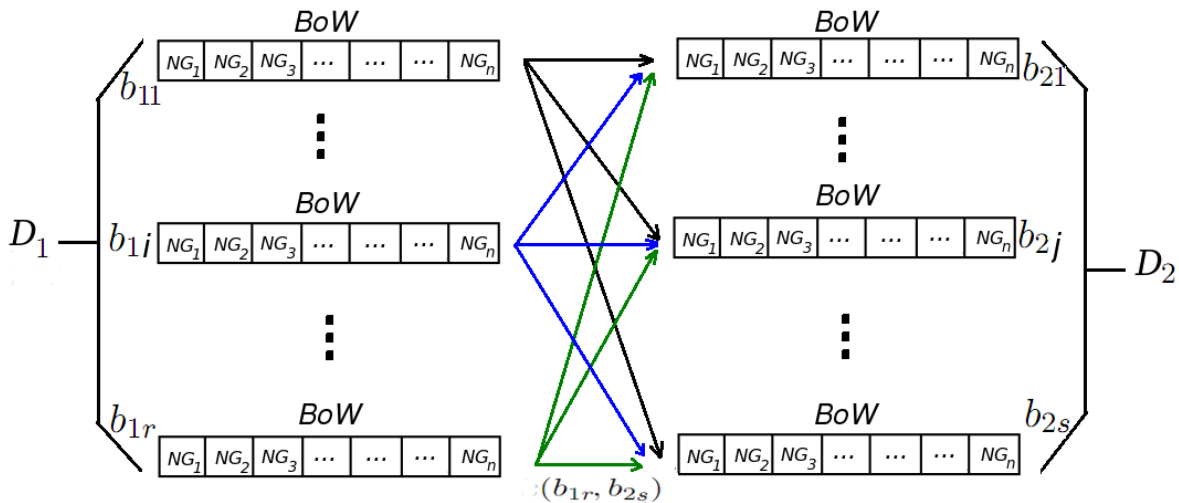 BoW BoW
b₁₁ NG₁ NG₂ NG₃ ... ... ... NGₙ NG₁ NG₂ NG₃ ... ... ... NGₙ b₂₁
BoW BoW
D₁ b₁i NG₁ NG₂ NG₃ ... ... ... NGₙ NG₁ NG₂ NG₃ ... ... ... NGₙ b₂j D₂
BoW BoW
b₁ᵣ NG₁ NG₂ NG₃ ... ... ... NGₙ NG₁ NG₂ NG₃ ... ... ... NGₙ b₂ₛ
(b₁ᵣ, b₂ₛ)